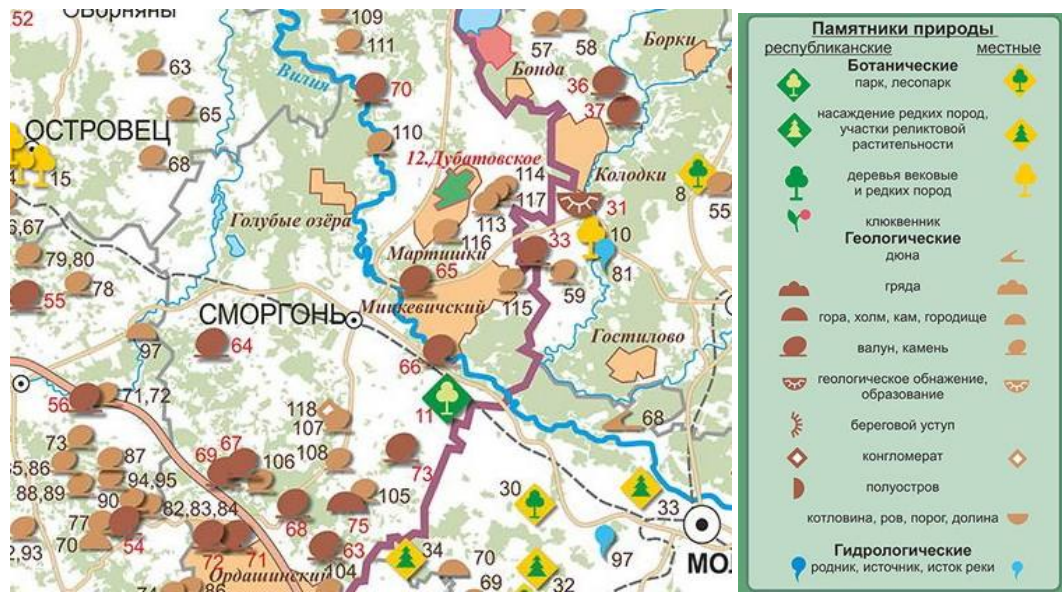 52
109
111
57
58
Борки
63
Вилия
70
Бонда
36
37
65
ОСТРОВЕЦ
110
68
12.Дубатовское
114
117
113
Колодки
8
55
15
Голубые озёра
31
116
33
10
6,67
79,80
78
55
Мартишки
65
81
59
115
Мицкевичский
СМОРГОНЬ
97
64
66
Гостилово
56
71,72
118
107
11
68
73
87
67
69
106
108
73
85,86
88,89
94,95
90
82,83,84
105
30
33
77
70
54
68
75
72
71
63
104
34
70
69
32
97
Ордашинский
86
МОЛ
Памятники природы
республиканские
местные
Ботанические
парк, лесопарк
насаждение редких пород,
участки реликтовой
растительности
деревья вековые
и редких пород
клюквенник
Геологические
дюна
гряда
гора, холм, кам, городище
валун, камень
геологическое обнажение,
образование
береговой уступ
конгломерат
полуостров
котловина, ров, порог, долина
Гидрологические
родник, источник, исток реки